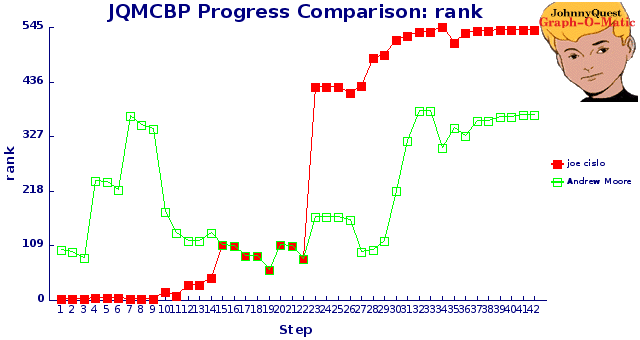 JQMCBP Progress Comparison: rank
JohnnyQuest
Graph-O-Matic
545
436
327
218
109
0
rank
joe cislo
Andrew Moore
1 2 3 4 5 6 7 8 9 10 11 12 13 14 15 16 17 18 19 20 21 22 23 24 25 26 27 28 29 30 31 32 33 34 35 36 37 38 39 40 41 42
Step